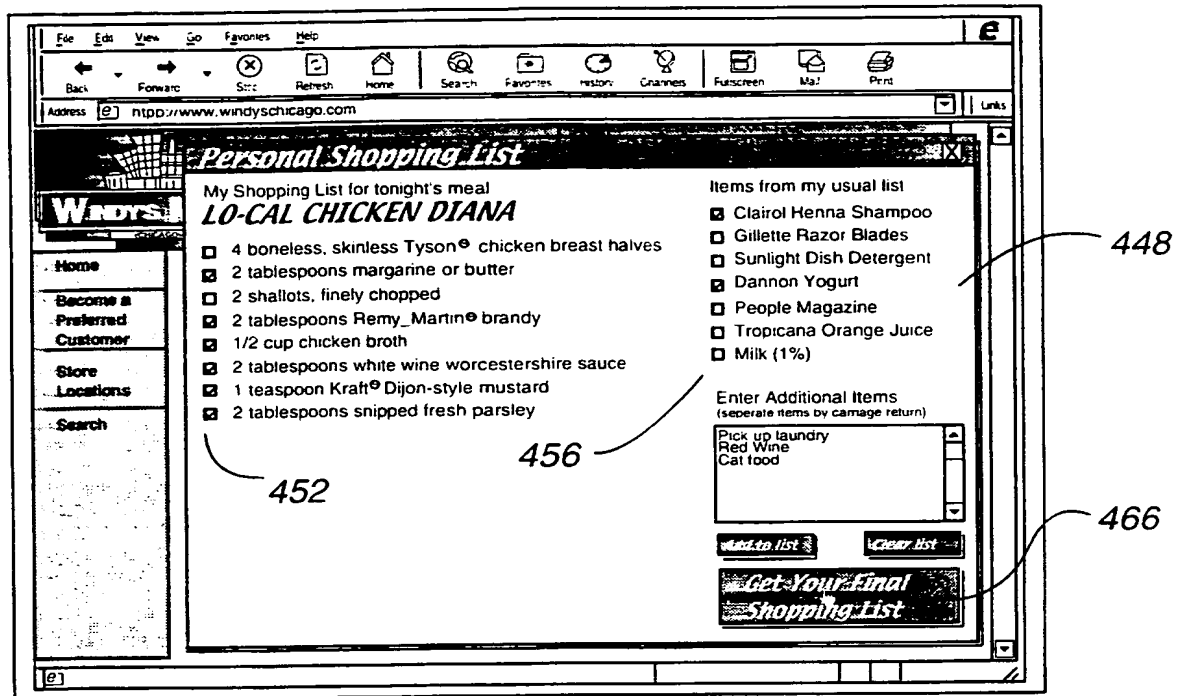 File Edit View Go Favorites Help
Back Forward Stop Refresh Home Search Favorites History Channels Fullscreen Mail Print
Address htpp://www.windyschicago.com Links
Personal Shopping List
WINDYS
CHICAGO
Home
Become a
Preferred
Customer
Store
Locations
Search
My Shopping List for tonight's meal
LO-CAL CHICKEN DIANA
4 boneless, skinless Tyson® chicken breast halves
2 tablespoons margarine or butter
2 shallots, finely chopped
2 tablespoons Remy_Martin® brandy
1/2 cup chicken broth
2 tablespoons white wine worcestershire sauce
1 teaspoon Kraft® Dijon-style mustard
2 tablespoons snipped fresh parsley
452
Items from my usual list
Clairol Henna Shampoo
Gillette Razor Blades
Sunlight Dish Detergent
Dannon Yogurt
People Magazine
Tropicana Orange Juice
Milk (1%)
448
456
Enter Additional Items
(seperate items by carriage return)
Pick up laundry
Red Wine
Cat food
Add to list Clear list
Get Your Final
Shopping List
466